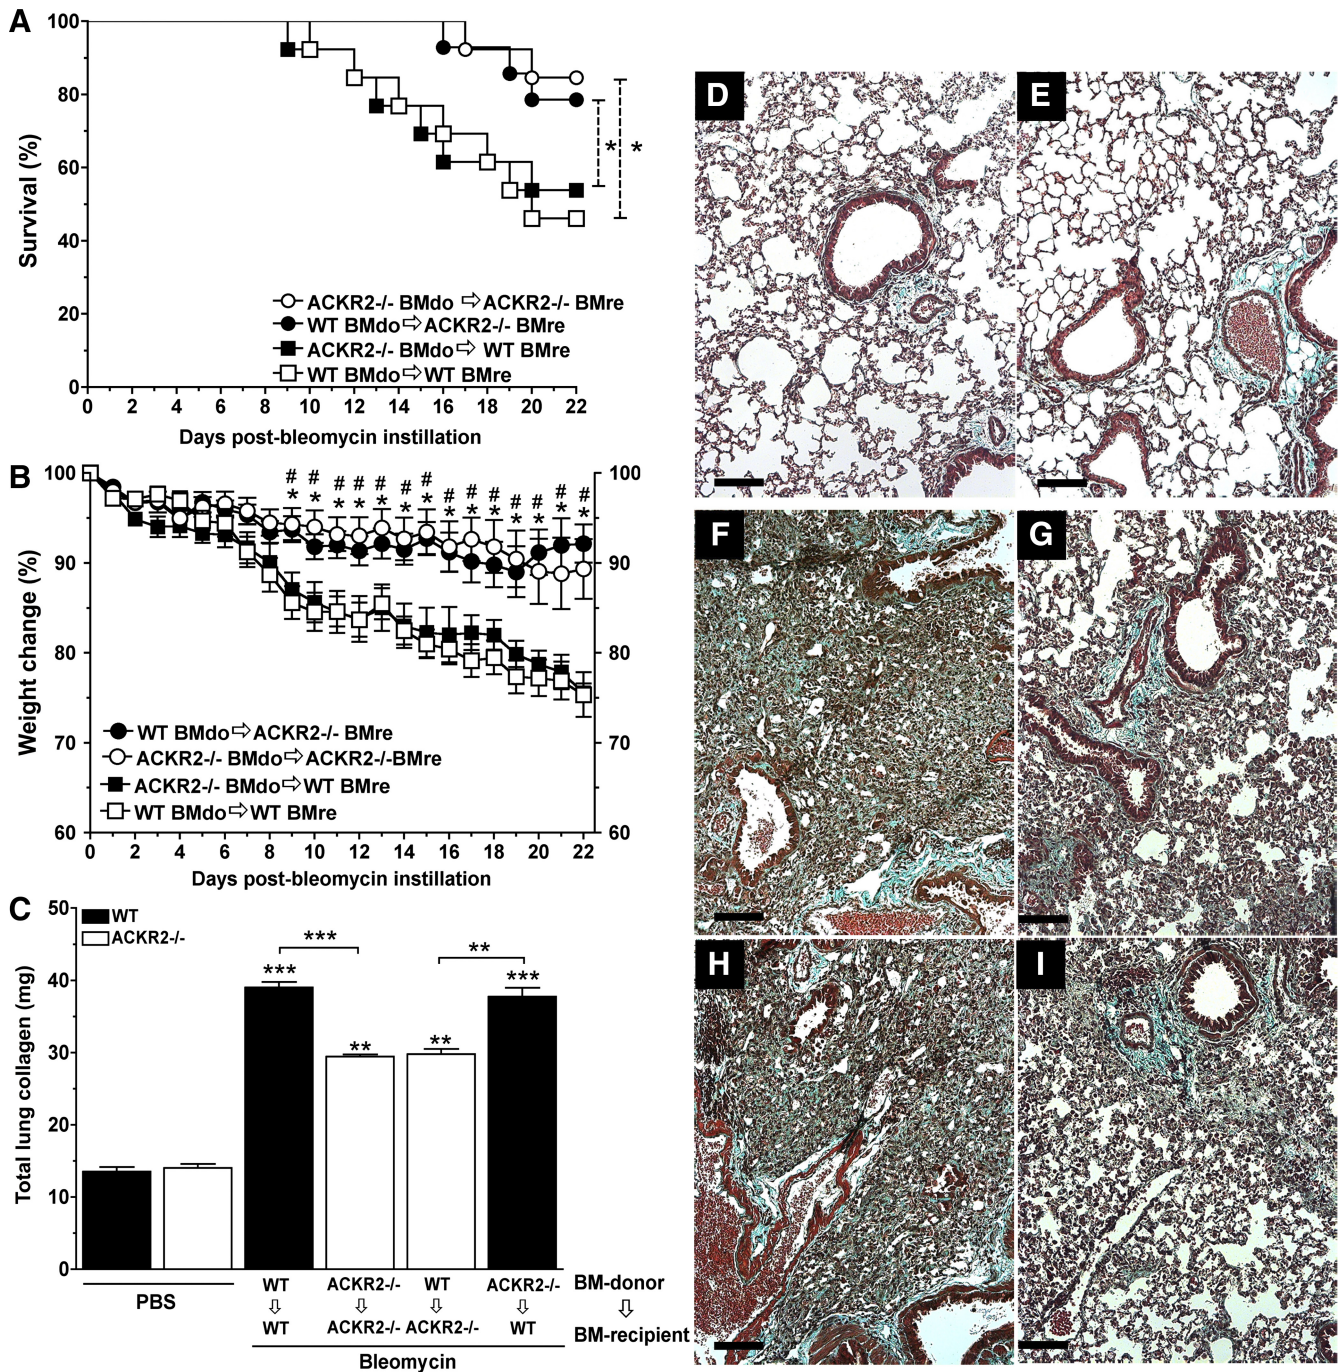 A
100
80
60
40
20
0
Survival (%)
* *
ACKR2-/- BMdo ⇨ ACKR2-/- BMre
WT BMdo ⇨ ACKR2-/- BMre
ACKR2-/- BMdo ⇨ WT BMre
WT BMdo ⇨ WT BMre
0 2 4 6 8 10 12 14 16 18 20 22
Days post-bleomycin instillation
B
100 100
90 90
80 80
70 70
60 60
Weight change (%)
# # # # # # # # # # # # # #
* * * * * * * * * * * * * *
WT BMdo ⇨ ACKR2-/- BMre
ACKR2-/- BMdo ⇨ ACKR2-/-BMre
ACKR2-/- BMdo ⇨ WT BMre
WT BMdo ⇨ WT BMre
0 2 4 6 8 10 12 14 16 18 20 22
Days post-bleomycin instillation
C
50
40
30
20
10
0
Total lung collagen (mg)
WT
ACKR2-/-
*** **
*** ***
** **
PBS
WT ACKR2-/- WT ACKR2-/- BM-donor
⇩ ⇩ ⇩ ⇩ ⇩
WT ACKR2-/- ACKR2-/- WT BM-recipient
Bleomycin
D E
F G
H I